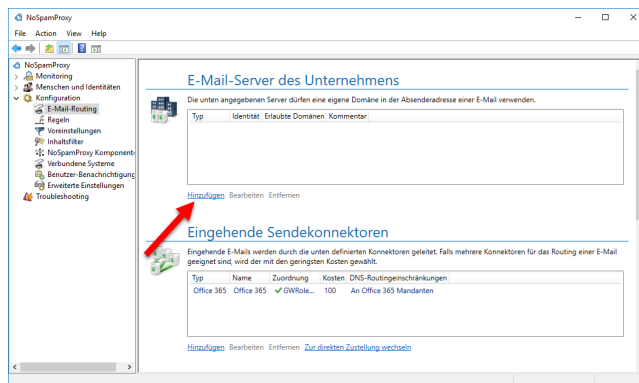 NoSpamProxy
File Action View Help
NoSpamProxy
Monitoring
Menschen und Identitäten
Konfiguration
E-Mail-Routing
Regeln
Voreinstellungen
Inhaltsfilter
NoSpamProxy Komponente
Verbundene Systeme
Benutzer-Benachrichtigung
Erweiterte Einstellungen
Troubleshooting
E-Mail-Server des Unternehmens
Die unten angegebenen Server dürfen eine eigene Domäne in der Absenderadresse einer E-Mail verwenden.
Typ Identität Erlaubte Domänen Kommentar
Hinzufügen Bearbeiten Entfernen
Eingehende Sendekonnektoren
Eingehende E-Mails werden durch die unten definierten Konnektoren geleitet. Falls mehrere Konnektoren für das Routing einer E-Mail
geeignet sind, wird der mit den geringsten Kosten gewählt.
Typ Name Zuordnung Kosten DNS-Routingeinschränkungen
Office 365 Office 365 GWRole... 100 An Office 365 Mandanten
Hinzufügen Bearbeiten Entfernen Zur direkten Zustellung wechseln